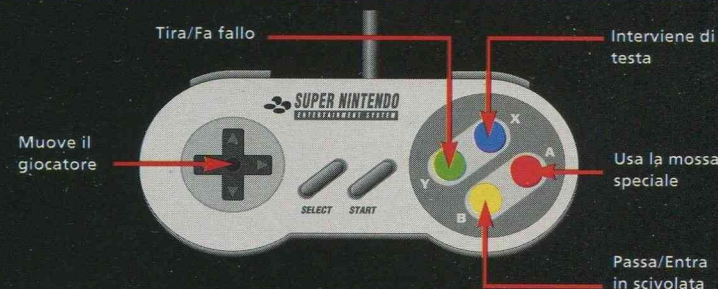 Tira/Fa fallo
Interviene di
testa
SUPER NINTENDO
ENTERTAINMENT SYSTEM
X
A
Muove il
giocatore
Usa la mossa
speciale
Y
B
SELECT START
Passa/Entra
in scivolata